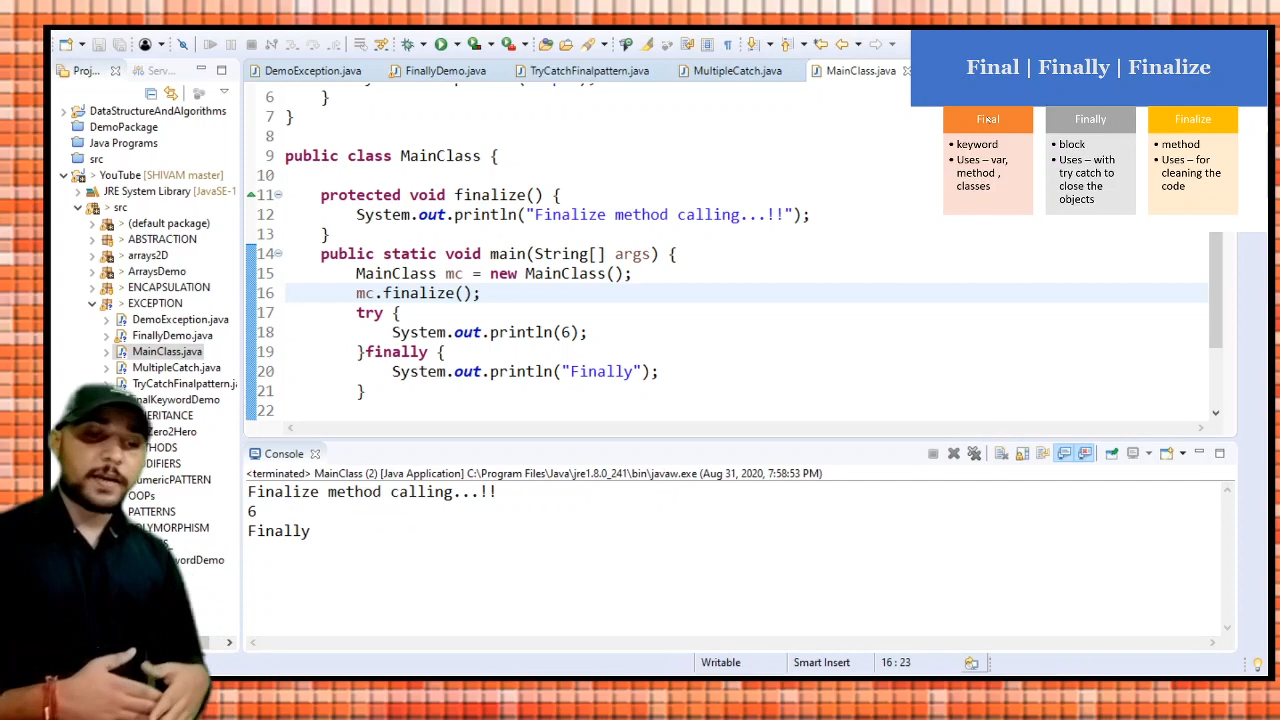 Proj...
Serv...
DemoException.java
FinallyDemo.java
TryCatchFinalpattern.java
MultipleCatch.java
MainClass.java
Final | Finally | Finalize
Final
• keyword
• Uses – var,
method ,
classes
Finally
• block
• Uses – with
try catch to
close the
objects
Finalize
• method
• Uses – for
cleaning the
code
DataStructureAndAlgorithms
DemoPackage
Java Programs
src
> YouTube [SHIVAM master]
JRE System Library [JavaSE-1
> src
> (default package)
> ABSTRACTION
> arrays2D
> ArraysDemo
> ENCAPSULATION
> EXCEPTION
> DemoException.java
> FinallyDemo.java
MainClass.java
> MultipleCatch.java
> TryCatchFinalpattern.j
nalKeywordDemo
HERITANCE
Zero2Hero
THODS
DIFIERS
umericPATTERN
OOPs
PATTERNS
LYMORPHISM
wordDemo
6 }
7 }
8
9 public class MainClass {
10
11 protected void finalize() {
12 System.out.println("Finalize method calling...!!");
13 }
14 public static void main(String[] args) {
15 MainClass mc = new MainClass();
16 mc.finalize();
17 try {
18 System.out.println(6);
19 }finally {
20 System.out.println("Finally");
21 }
22
Console
<terminated> MainClass (2) [Java Application] C:\Program Files\Java\jre1.8.0_241\bin\javaw.exe (Aug 31, 2020, 7:58:53 PM)
Finalize method calling...!!
6
Finally
Writable
Smart Insert
16 : 23